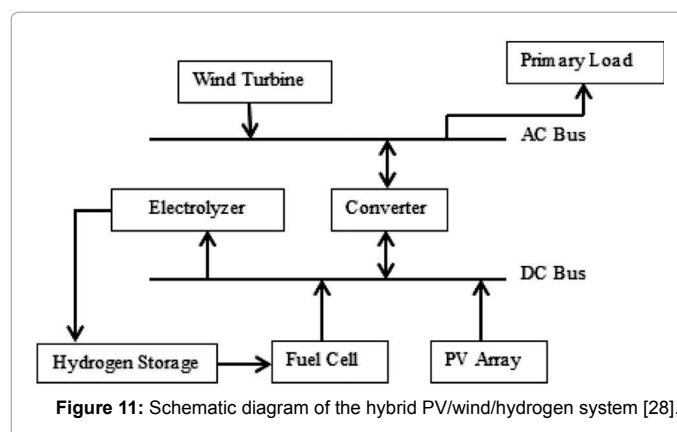 Primary Load
Wind Turbine
AC Bus
Electrolyzer
Converter
DC Bus
Hydrogen Storage
Fuel Cell
PV Array
Figure 11: Schematic diagram of the hybrid PV/wind/hydrogen system [28].